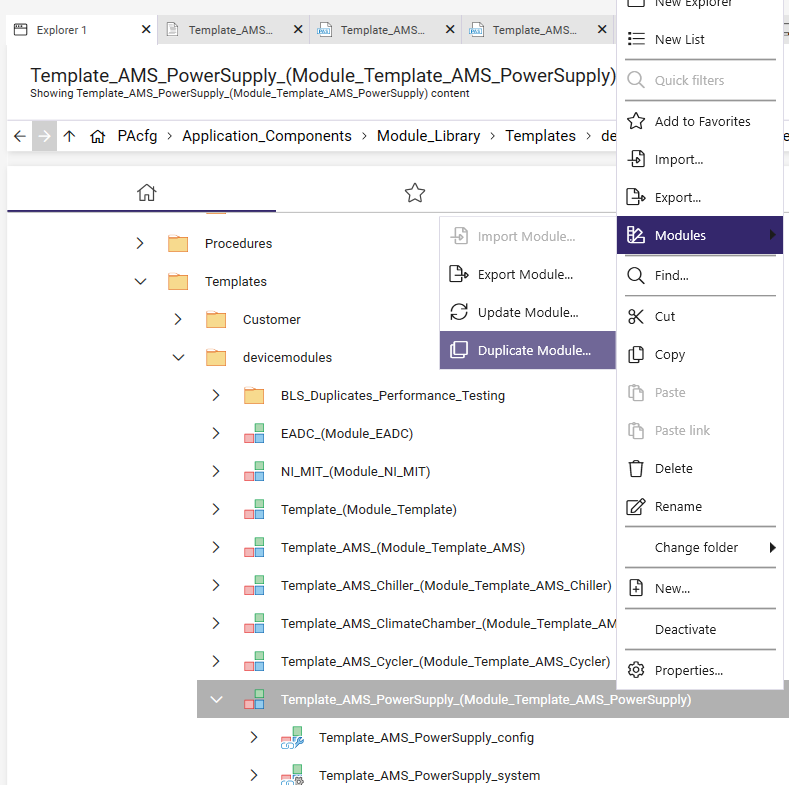 Explorer 1
Template_AMS...
Template_AMS...
Template_AMS...
Template_AMS_PowerSupply_(Module_Template_AMS_PowerSupply)
Showing Template_AMS_PowerSupply_(Module_Template_AMS_PowerSupply) content
PAcfg > Application_Components > Module_Library > Templates > de
Procedures
Templates
Customer
devicemodules
BLS_Duplicates_Performance_Testing
EADC_(Module_EADC)
NI_MIT_(Module_NI_MIT)
Template_(Module_Template)
Template_AMS_(Module_Template_AMS)
Template_AMS_Chiller_(Module_Template_AMS_Chiller)
Template_AMS_ClimateChamber_(Module_Template_AM
Template_AMS_Cycler_(Module_Template_AMS_Cycler)
Template_AMS_PowerSupply_(Module_Template_AMS_PowerSupply)
Template_AMS_PowerSupply_config
Template_AMS_PowerSupply_system
Import Module...
Export Module...
Update Module...
Duplicate Module...
New Explorer
New List
Quick filters
Add to Favorites
Import...
Export...
Modules
Find...
Cut
Copy
Paste
Paste link
Delete
Rename
Change folder
New...
Deactivate
Properties...